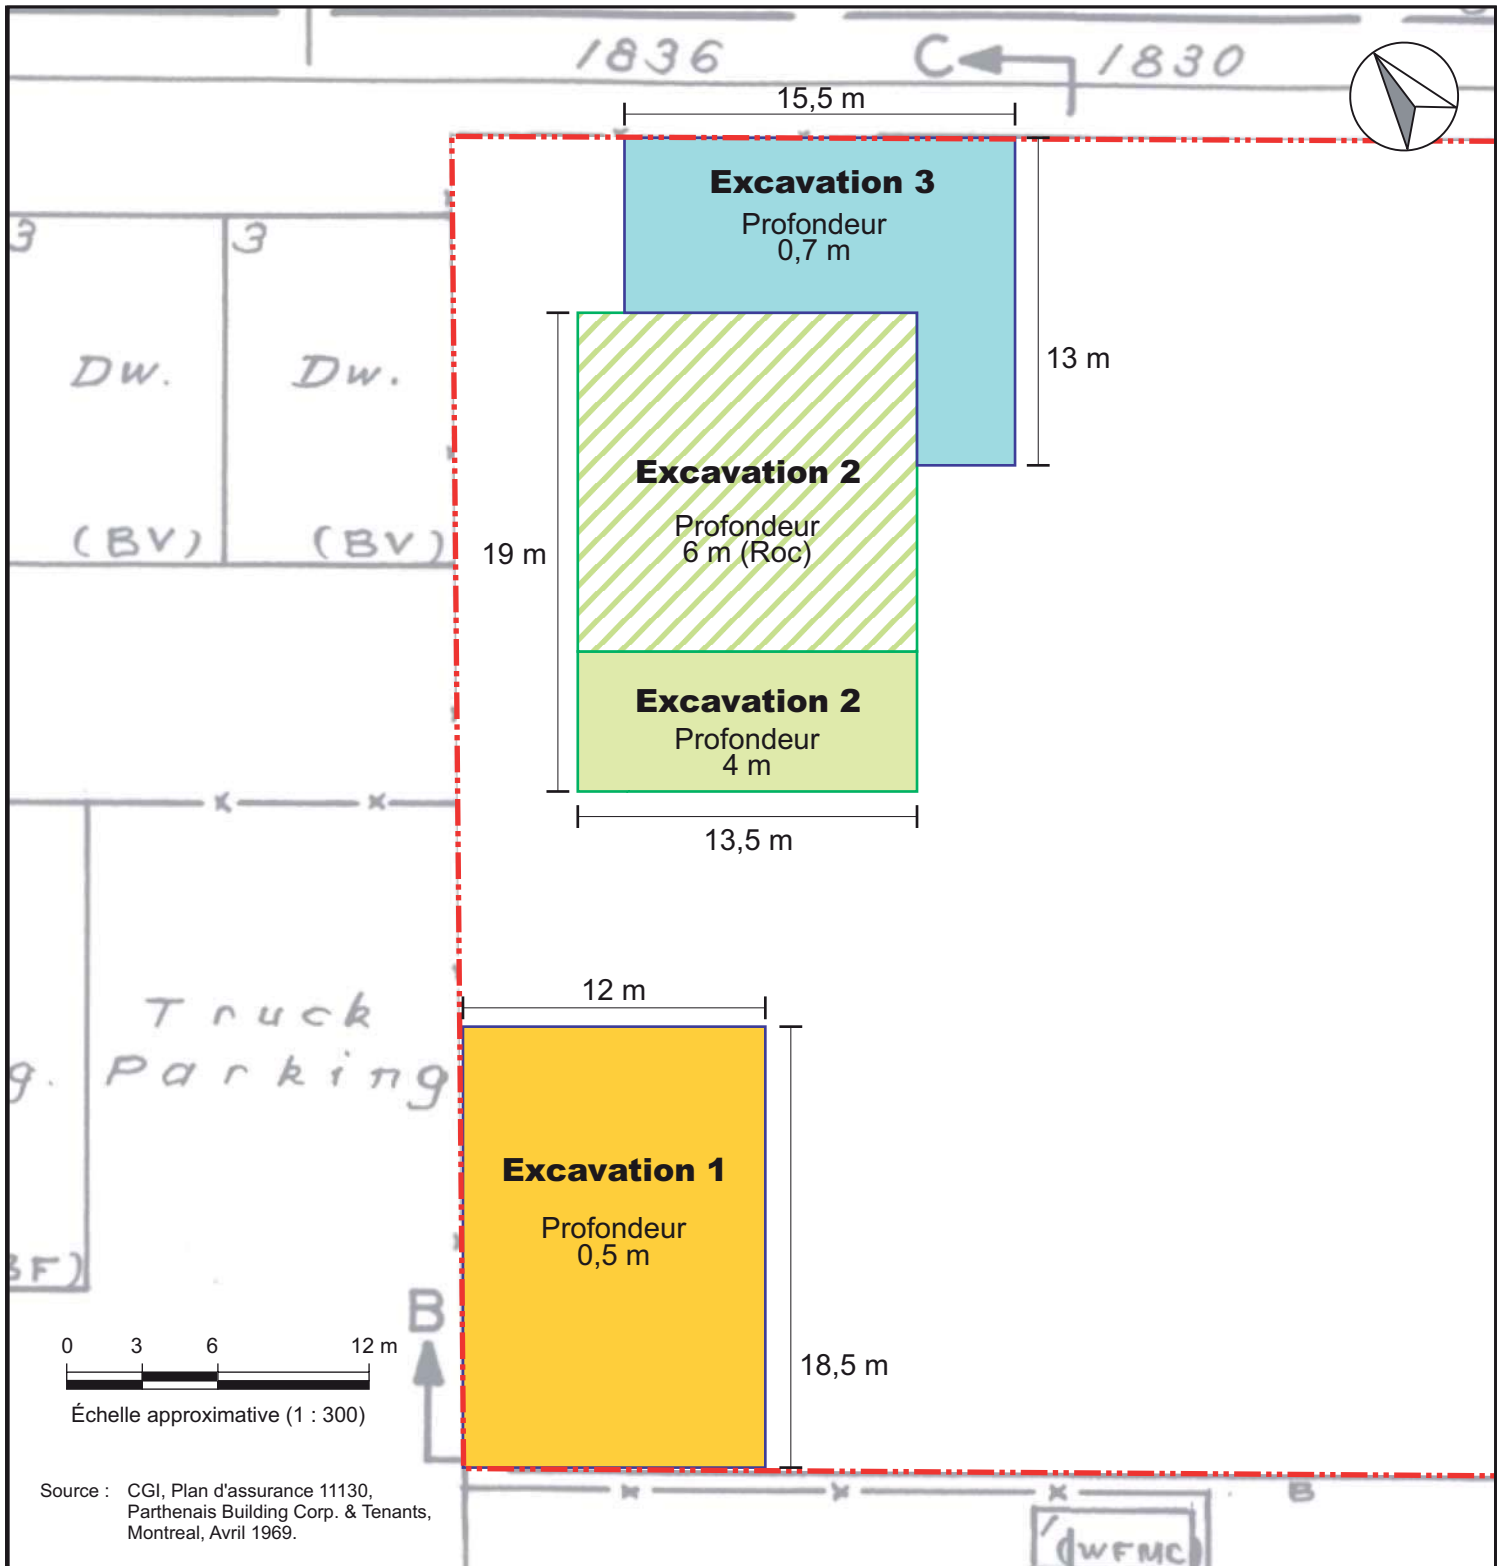 1836
C
1830
15,5 m
Excavation 3
Profondeur
0,7 m
3
3
13 m
Dw.
Dw.
Excavation 2
Profondeur
6 m (Roc)
(BV)
(BV)
19 m
Excavation 2
Profondeur
4 m
13,5 m
12 m
Truck
g. Parking
Excavation 1
Profondeur
0,5 m
BF)
B
0 3 6 12 m
18,5 m
Échelle approximative (1 : 300)
Source : CGI, Plan d'assurance 11130,
Parthenais Building Corp. & Tenants,
Montreal, Avril 1969.
B
(WFMC)